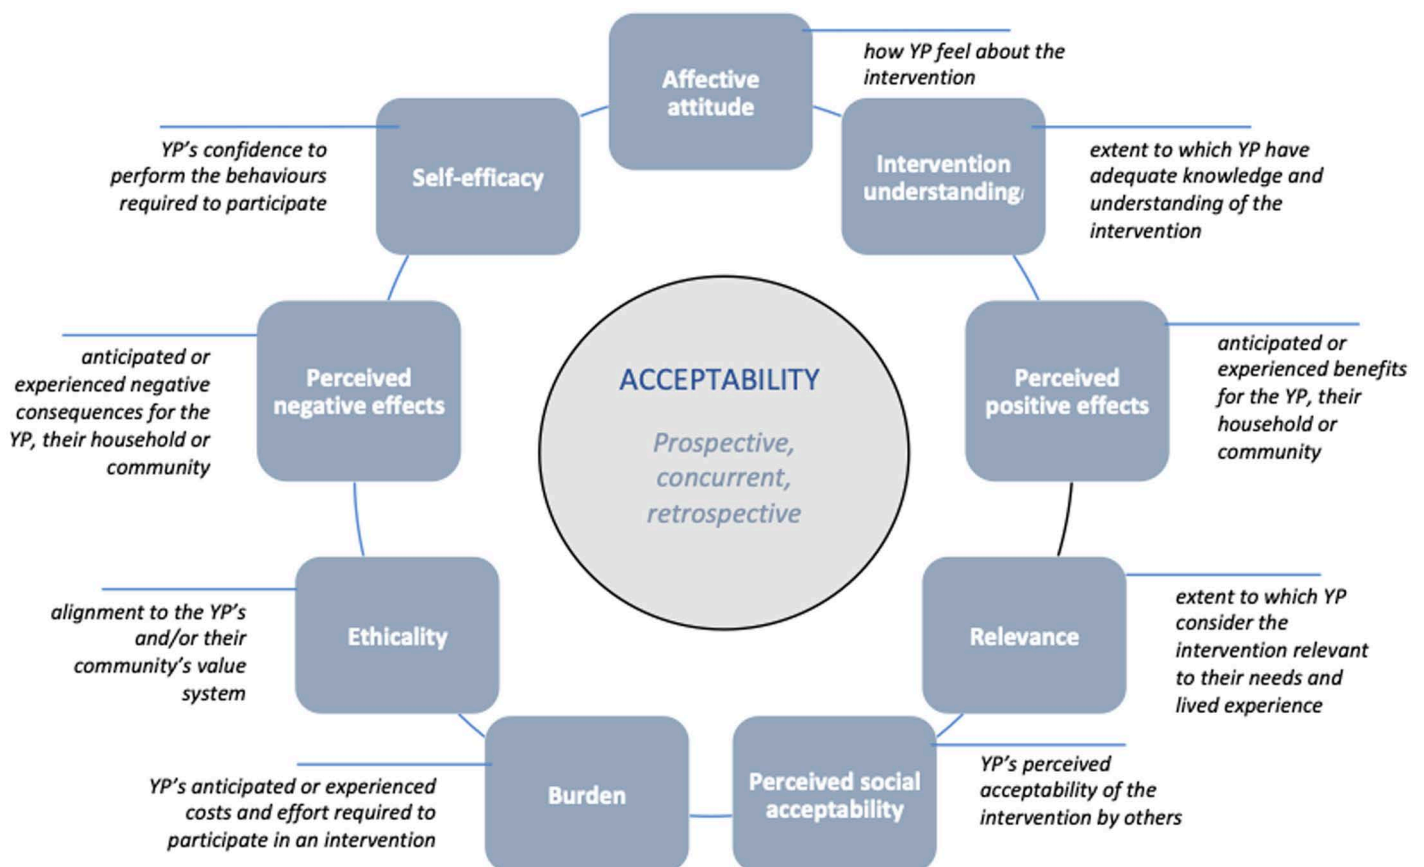 Affective
attitude
how YP feel about the
intervention
Intervention
understanding/
extent to which YP have
adequate knowledge and
understanding of the
intervention
Perceived
positive effects
anticipated or
experienced benefits
for the YP, their
household or
community
Relevance
extent to which YP
consider the
intervention relevant
to their needs and
lived experience
Perceived social
acceptability
YP's perceived
acceptability of the
intervention by others
Burden
YP's anticipated or experienced
costs and effort required to
participate in an intervention
Ethicality
alignment to the YP's
and/or their
community's value
system
Perceived
negative effects
anticipated or
experienced negative
consequences for the
YP, their household or
community
Self-efficacy
YP's confidence to
perform the behaviours
required to participate
ACCEPTABILITY
Prospective,
concurrent,
retrospective